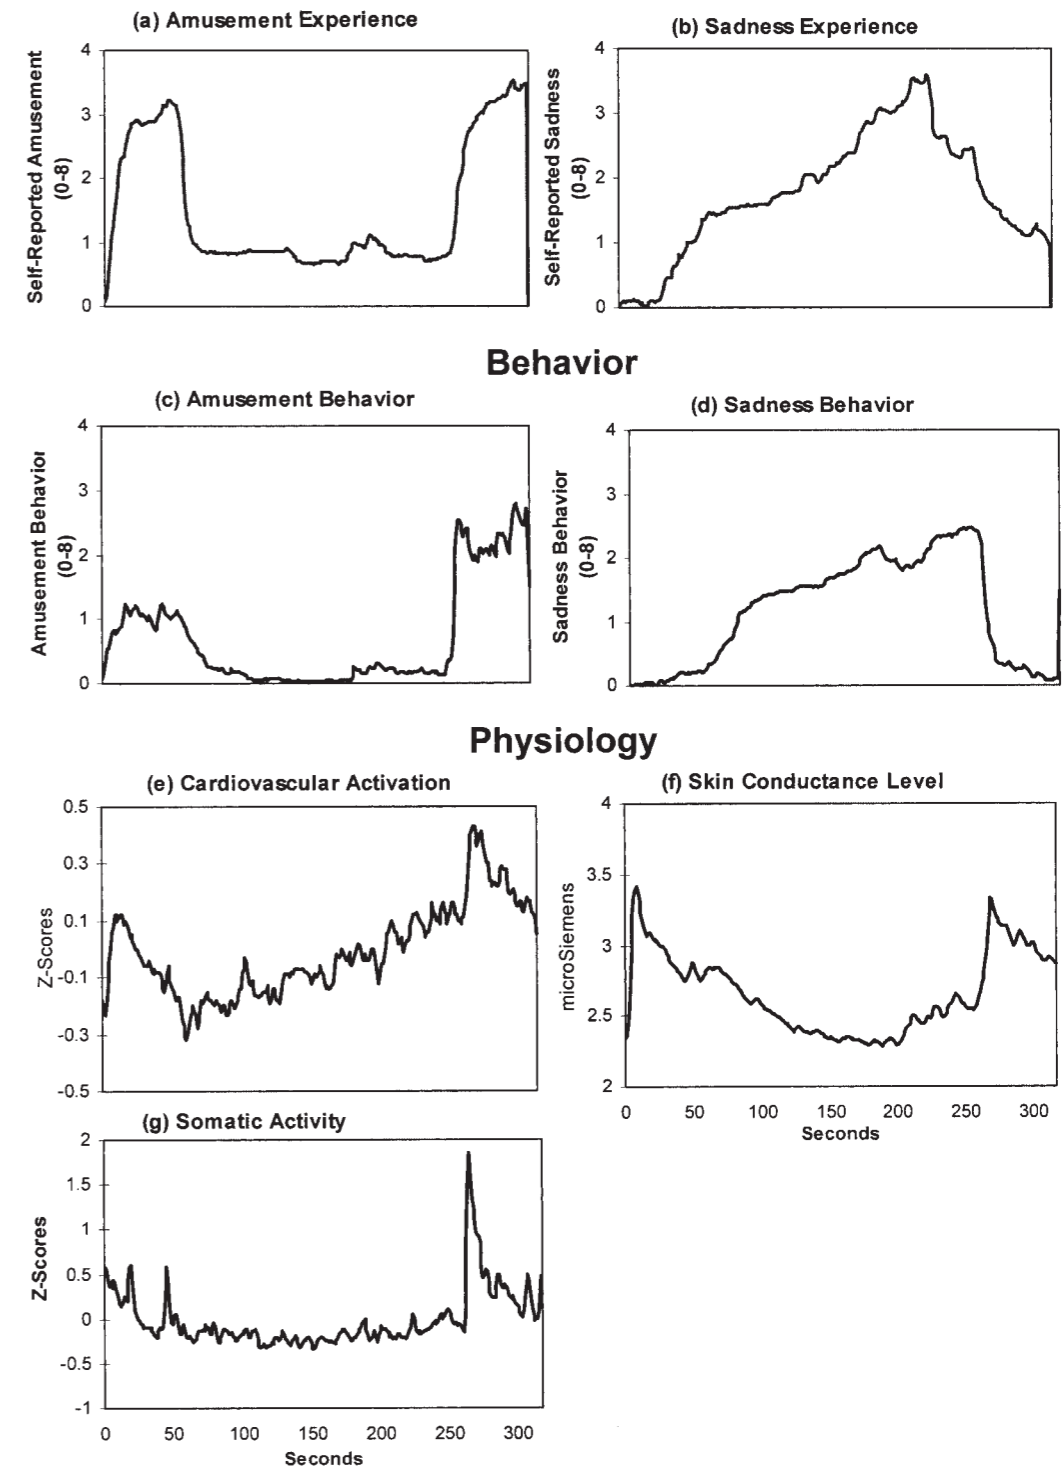 (a) Amusement Experience
Self-Reported Amusement
(0-8)
4
3
2
1
0
(b) Sadness Experience
Self-Reported Sadness
(0-8)
4
3
2
1
0
Behavior
(c) Amusement Behavior
Amusement Behavior
(0-8)
4
3
2
1
0
(d) Sadness Behavior
Sadness Behavior
(0-8)
4
3
2
1
0
Physiology
(e) Cardiovascular Activation
Z-Scores
0.5
0.3
0.1
-0.1
-0.3
-0.5
(f) Skin Conductance Level
microSiemens
4
3.5
3
2.5
2
0 50 100 150 200 250 300
Seconds
(g) Somatic Activity
Z-Scores
2
1.5
1
0.5
0
-0.5
-1
0 50 100 150 200 250 300
Seconds